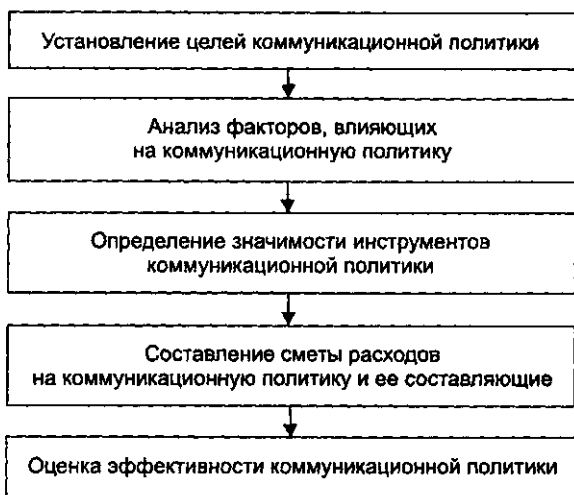 Установление целей коммуникационной политики
Анализ факторов, влияющих
на коммуникационную политику
Определение значимости инструментов
коммуникационной политики
Составление сметы расходов
на коммуникационную политику и ее составляющие
Оценка эффективности коммуникационной политики